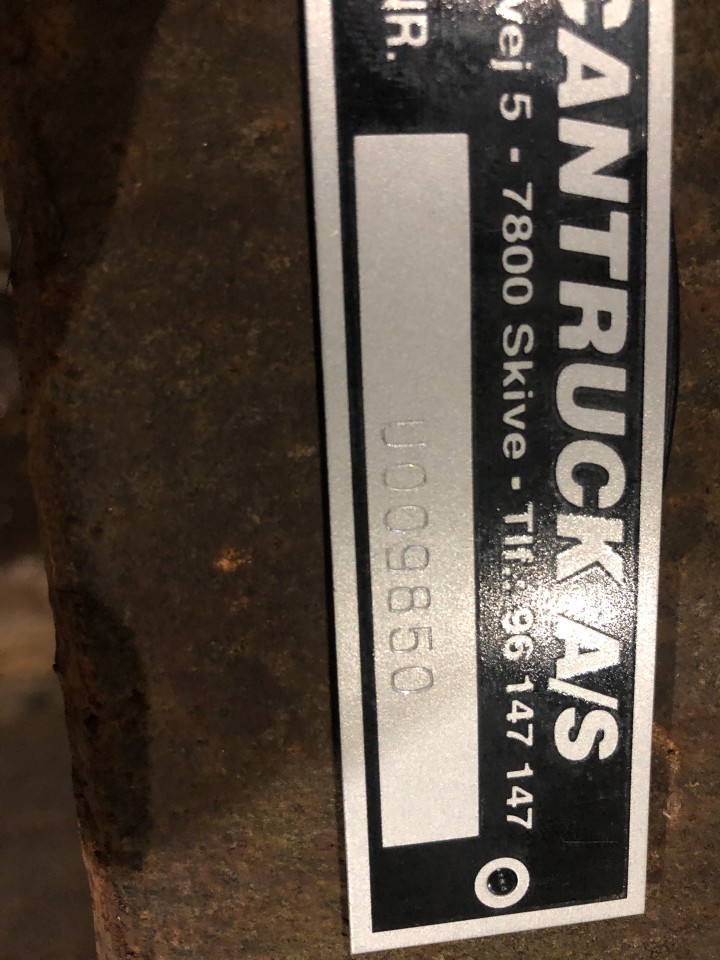 CANTRUCK A/S
vej 5 - 7800 Skive - Tlf.: 96 147 147
NR.
U009850